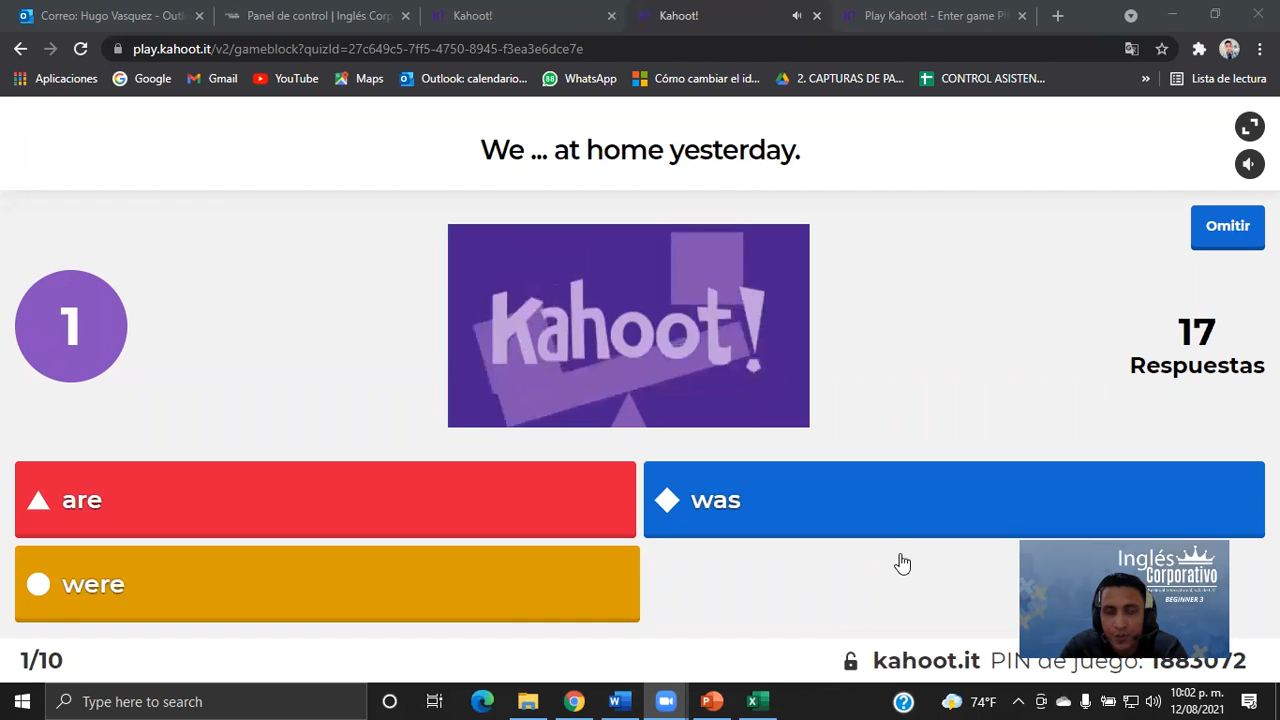 Correo: Hugo Vasquez - Outl
Panel de control | Inglés Corp
Kahoot!
Kahoot!
Play Kahoot! - Enter game P
play.kahoot.it/v2/gameblock?quizId=27c649c5-7ff5-4750-8945-f3ea3e6dce7e
Aplicaciones
Google
Gmail
YouTube
Maps
Outlook: calendario...
WhatsApp
Cómo cambiar el id...
2. CAPTURAS DE PA...
CONTROL ASISTEN...
»
Lista de lectura
We ... at home yesterday.
Omitir
Kahoot!
1
17
Respuestas
are
was
were
Inglés
Corporativo
BEGINNER 3
1/10
kahoot.it PIN de juego: 1883072
Type here to search
74°F
10:02 p. m.
12/08/2021